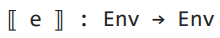 ⟦ e ⟧ : Env → Env